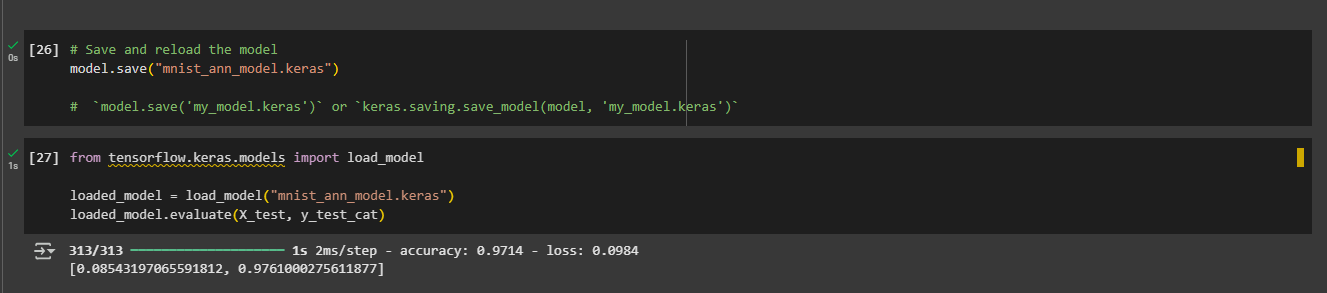 [26] # Save and reload the model
0s
model.save("mnist_ann_model.keras")
#  `model.save('my_model.keras')` or `keras.saving.save_model(model, 'my_model.keras')`
[27] from tensorflow.keras.models import load_model
1s
loaded_model = load_model("mnist_ann_model.keras")
loaded_model.evaluate(X_test, y_test_cat)
313/313 ━━━━━━━━━━━━━━━━━━━━ 1s 2ms/step - accuracy: 0.9714 - loss: 0.0984
[0.08543197065591812, 0.9761000275611877]